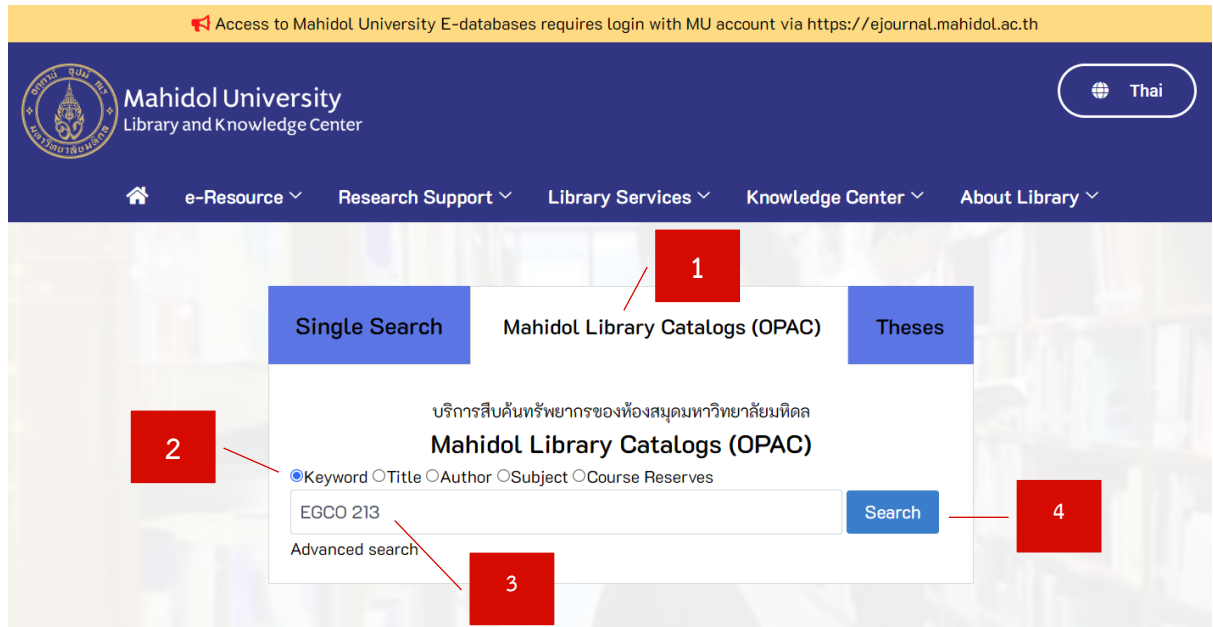 Access to Mahidol University E-databases requires login with MU account via https://ejournal.mahidol.ac.th
Mahidol University
Library and Knowledge Center
Thai
e-Resource Research Support Library Services Knowledge Center About Library
1
Single Search Mahidol Library Catalogs (OPAC) Theses
บริการสืบค้นทรัพยากรของห้องสมุดมหาวิทยาลัยมหิดล
Mahidol Library Catalogs (OPAC)
2
Keyword Title Author Subject Course Reserves
EGCO 213 Search
4
Advanced search
3